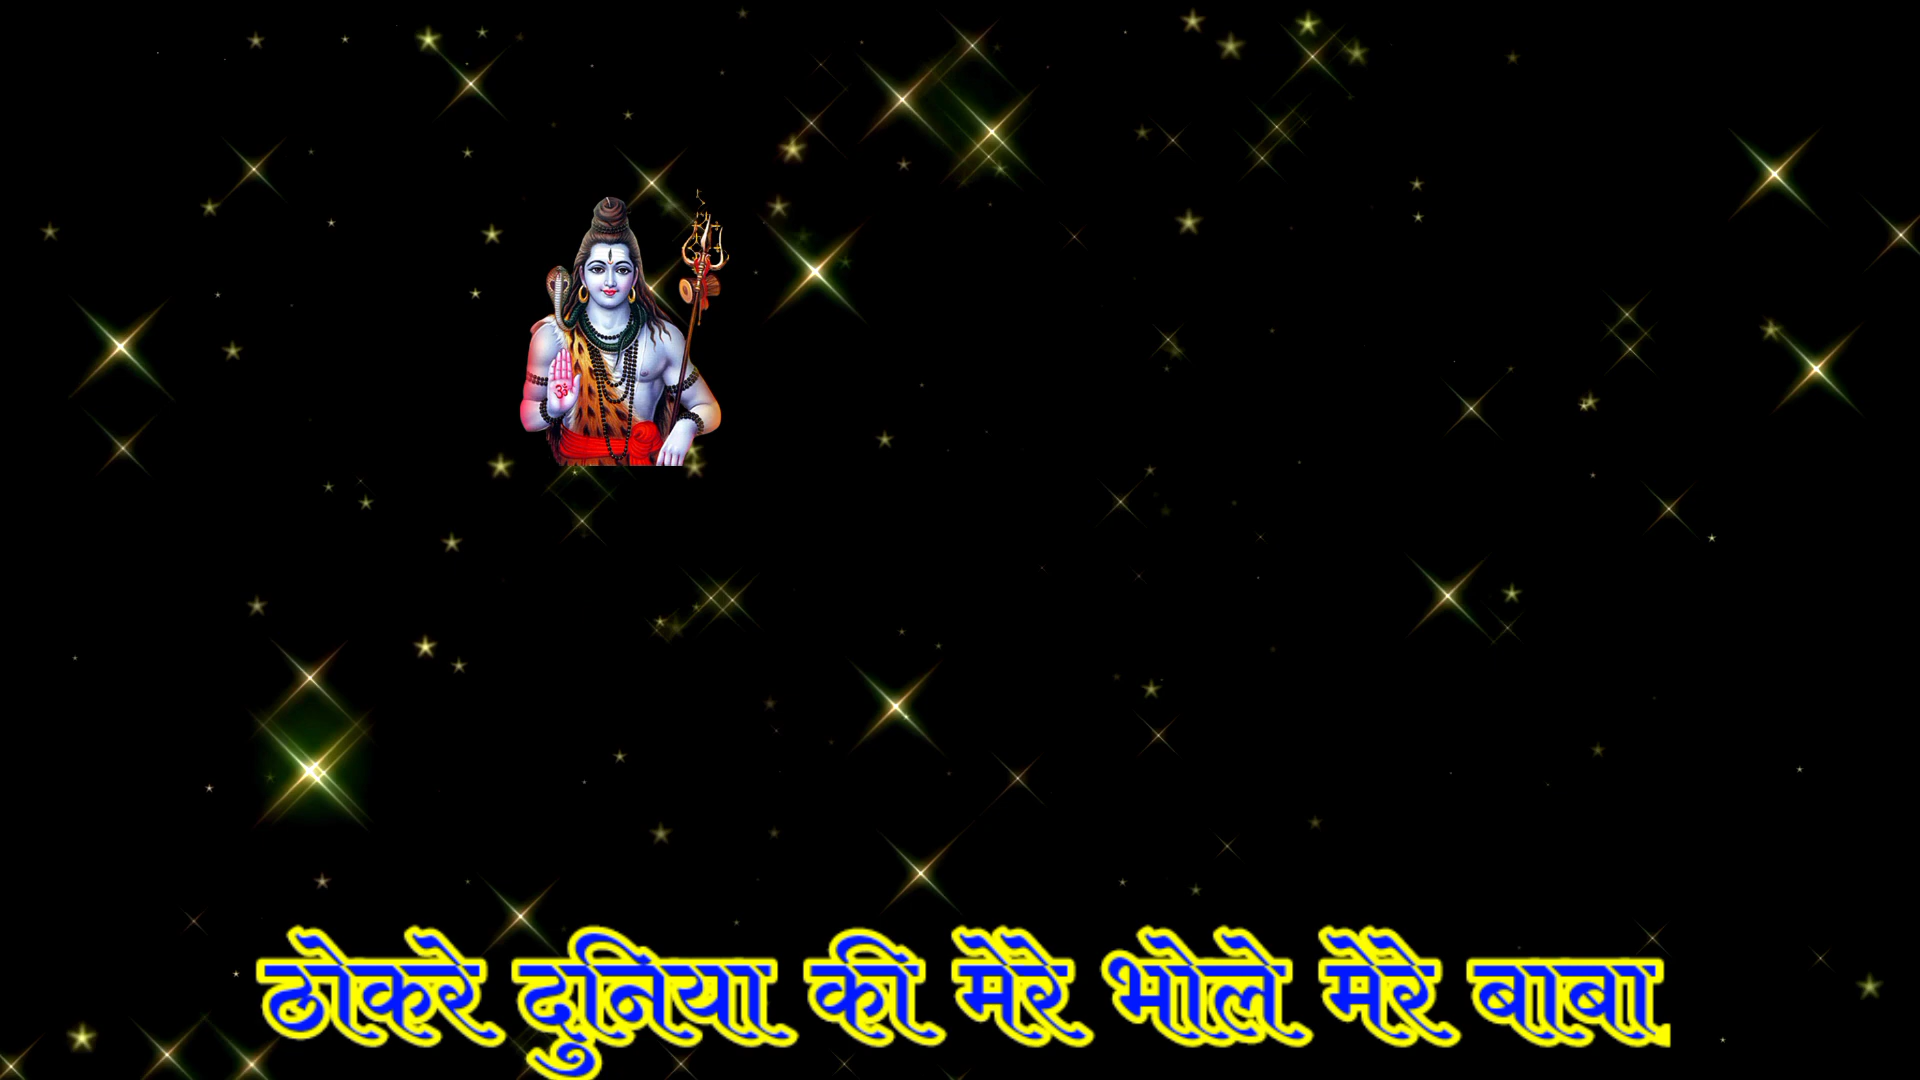 ठोकरे दुनिया की मेरे भोले मेरे बाबा
ॐ